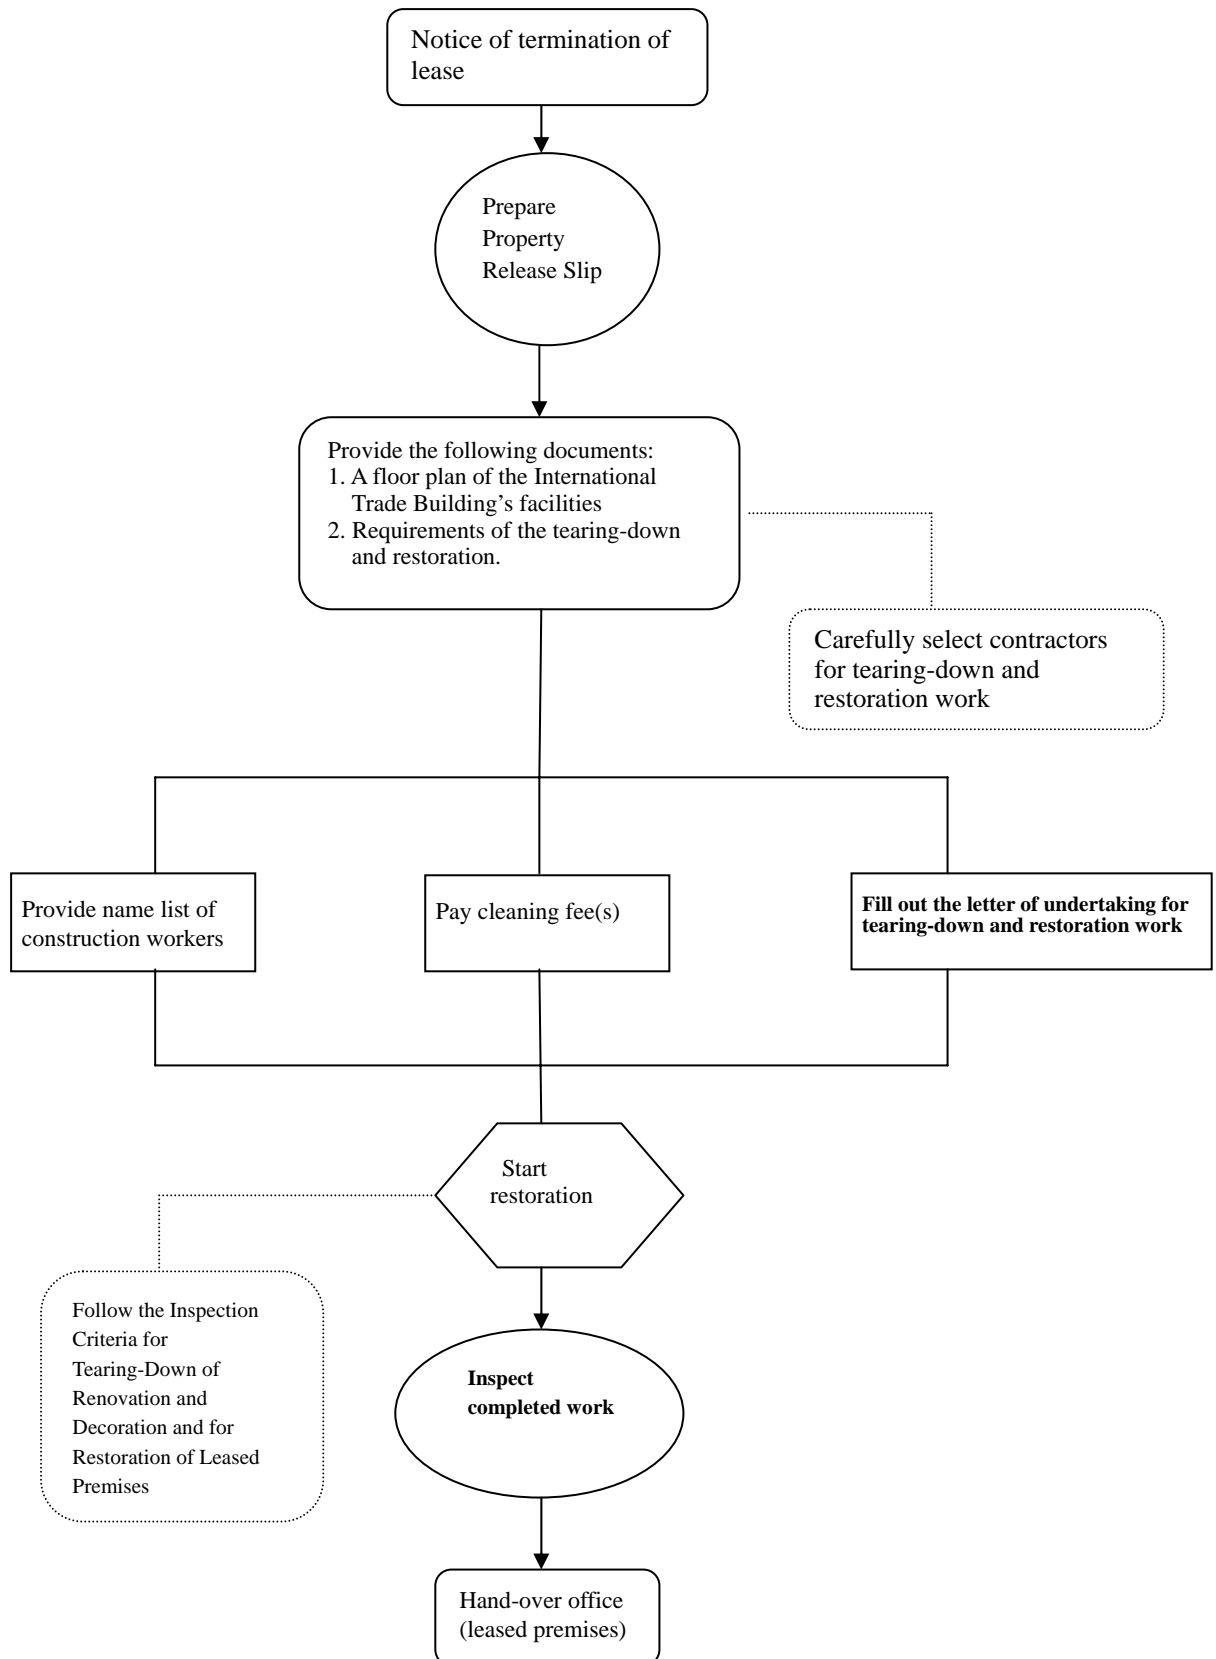 Notice of termination of
lease
Prepare
Property
Release Slip
Provide the following documents:
1. A floor plan of the International
Trade Building’s facilities
2. Requirements of the tearing-down
and restoration.
Carefully select contractors
for tearing-down and
restoration work
Provide name list of
construction workers
Pay cleaning fee(s)
Fill out the letter of undertaking for
tearing-down and restoration work
Start
restoration
Follow the Inspection
Criteria for
Tearing-Down of
Renovation and
Decoration and for
Restoration of Leased
Premises
Inspect
completed work
Hand-over office
(leased premises)